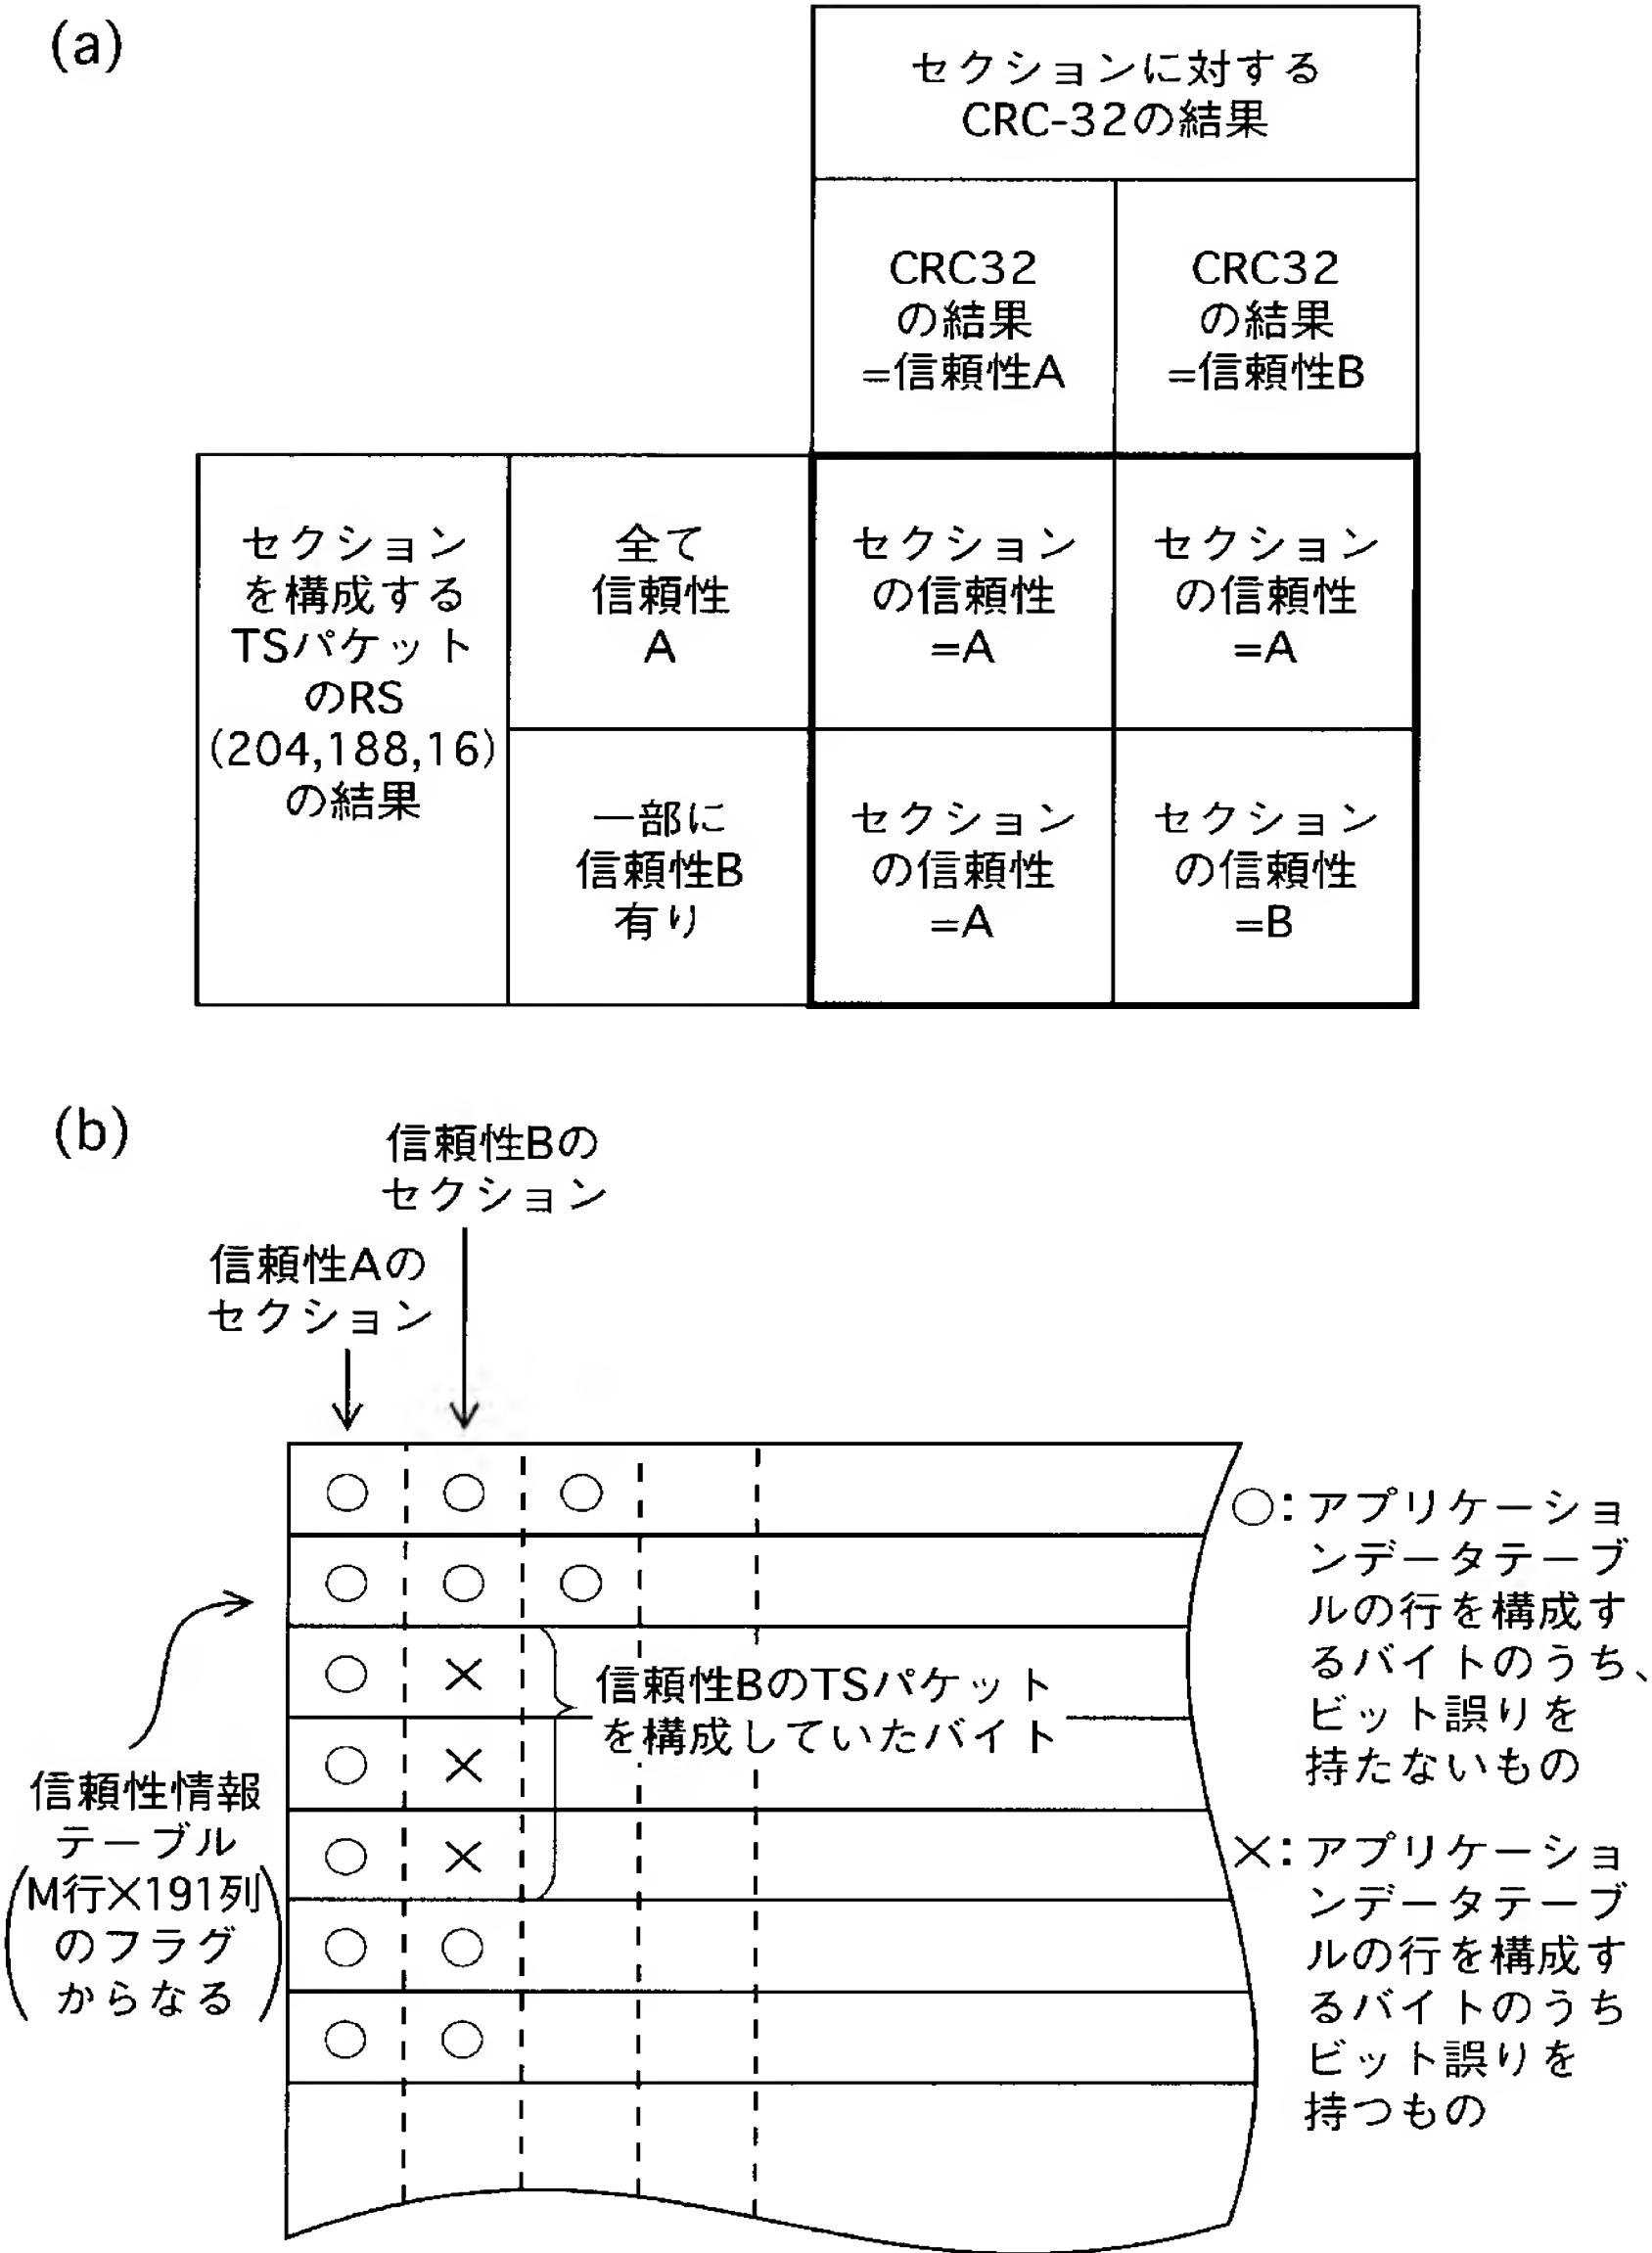 (a)
セクションに対する
CRC-32の結果
CRC32
の結果
=信頼性A
CRC32
の結果
=信頼性B
セクション
を構成する
TSパケット
のRS
(204,188,16)
の結果
全て
信頼性
A
セクション
の信頼性
=A
セクション
の信頼性
=A
一部に
信頼性B
有り
セクション
の信頼性
=A
セクション
の信頼性
=B
(b)
信頼性Bの
セクション
信頼性Aの
セクション
○ ○ ○
○ ○ ○
○ ×
○ ×
○ ×
○ ○
○ ○
信頼性BのTSパケット
を構成していたバイト
信頼性情報
テーブル
(M行×191列
のフラグ
からなる)
○:アプリケーショ
ンデータテーブ
ルの行を構成す
るバイトのうち、
ビット誤りを
持たないもの
×:アプリケーショ
ンデータテーブ
ルの行を構成す
るバイトのうち
ビット誤りを
持つもの